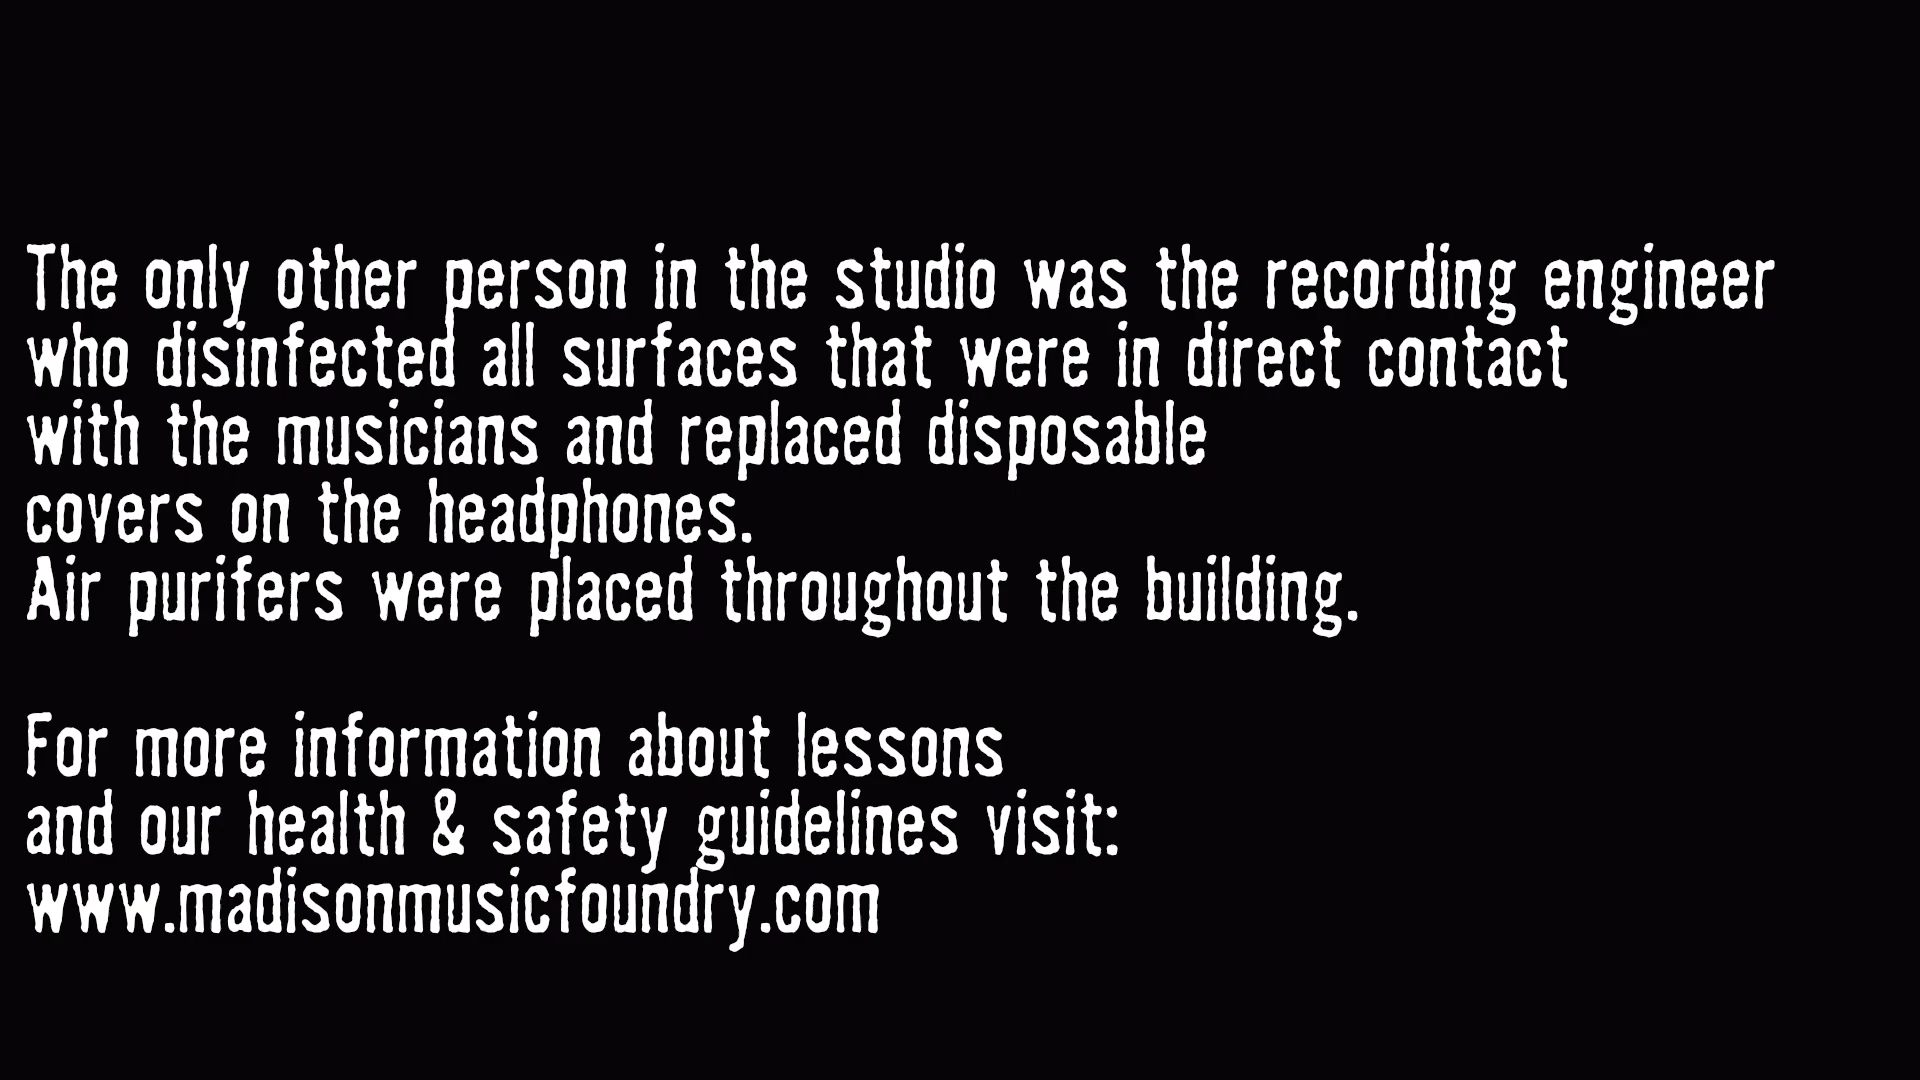 The only other person in the studio was the recording engineer
who disinfected all surfaces that were in direct contact
with the musicians and replaced disposable
covers on the headphones.
Air purifers were placed throughout the building.
For more information about lessons
and our health & safety guidelines visit:
www.madisonmusicfoundry.com